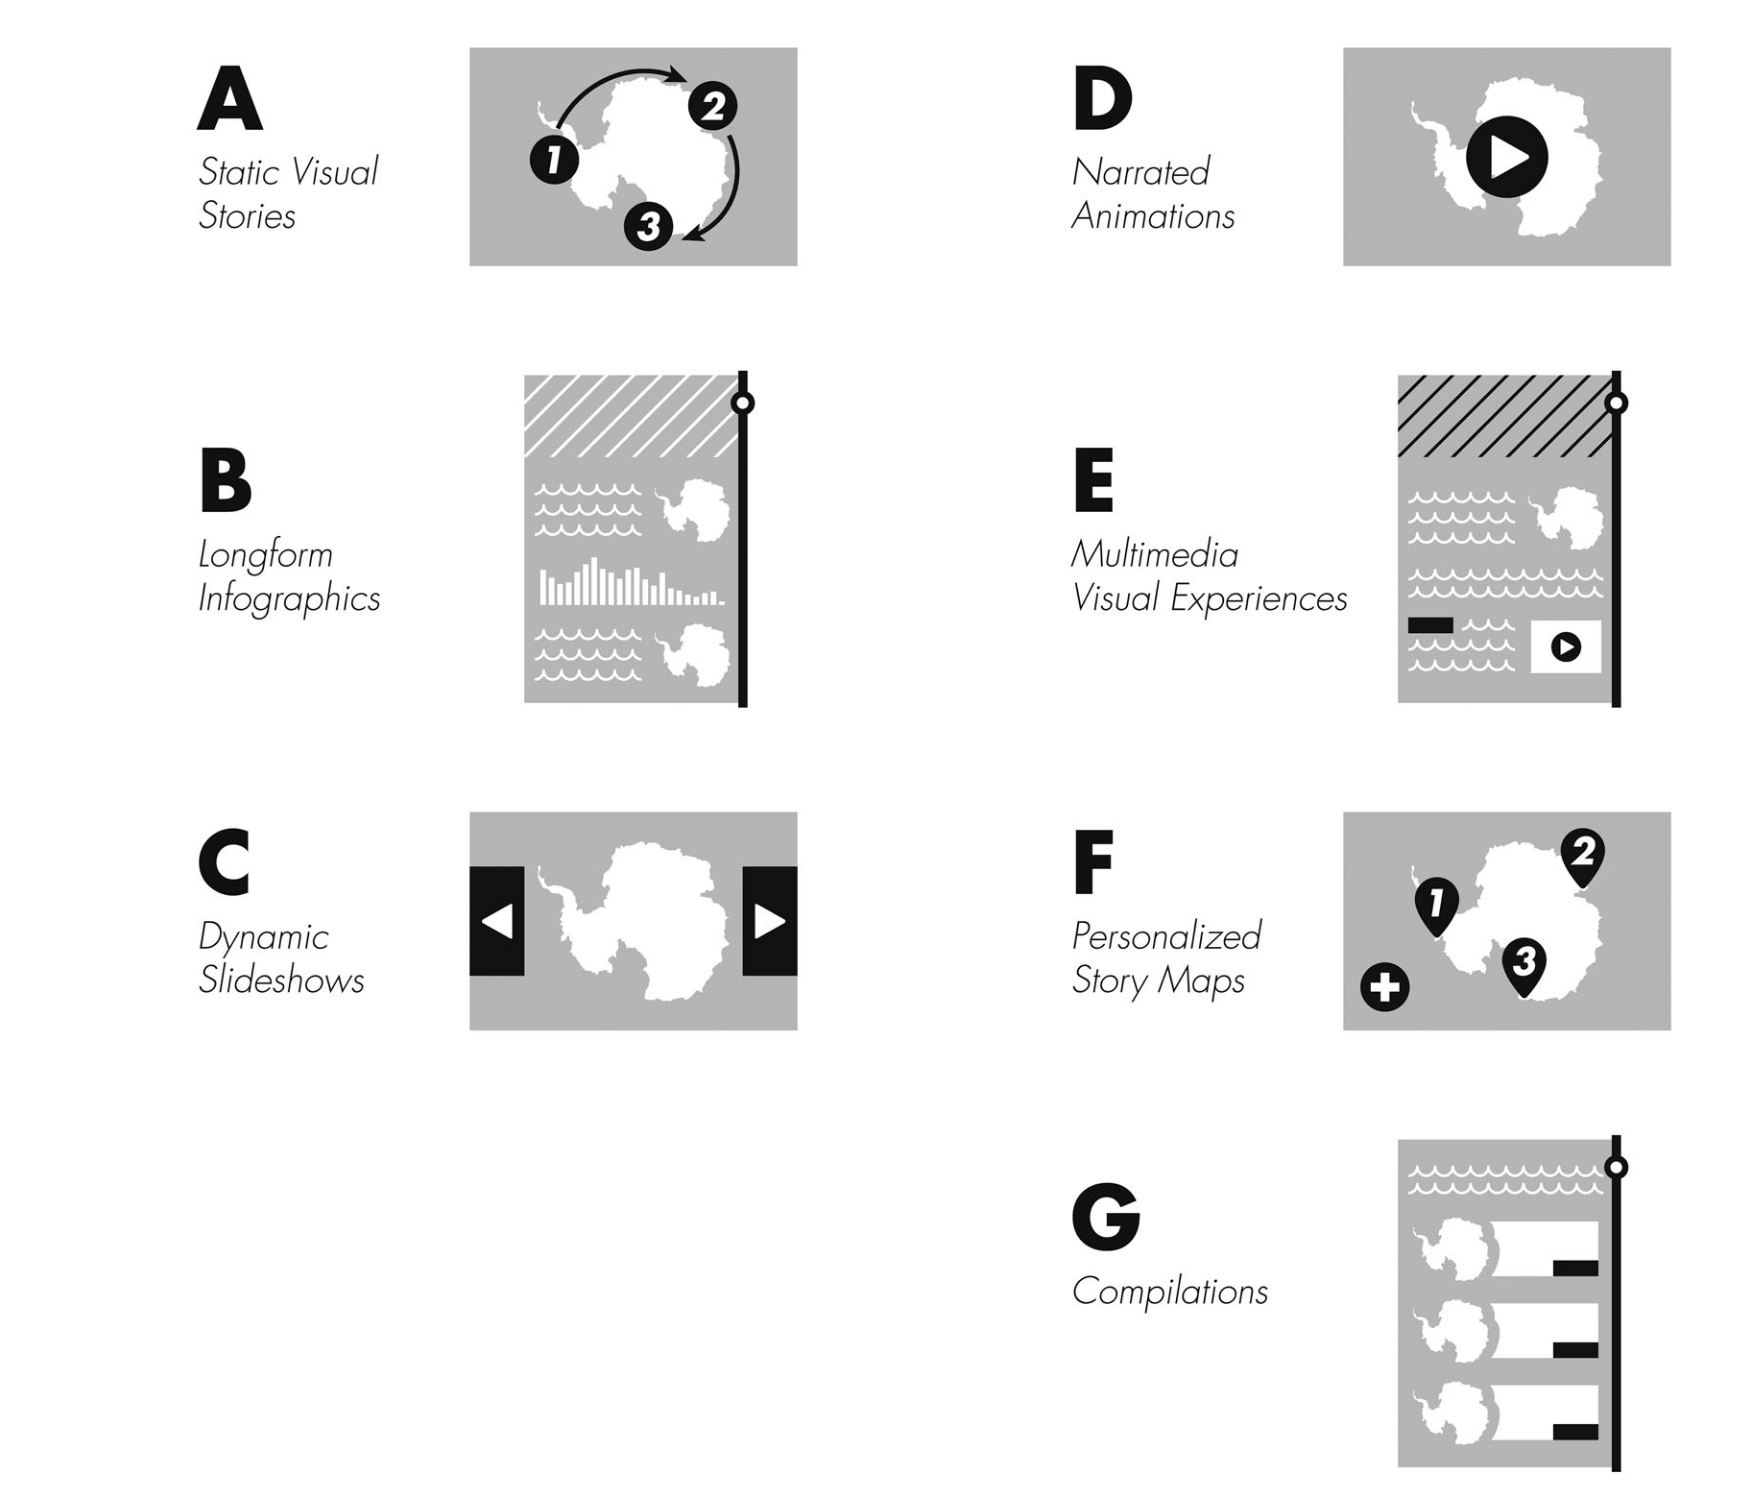 A
Static Visual
Stories
1
2
3
B
Longform
Infographics
C
Dynamic
Slideshows
D
Narrated
Animations
E
Multimedia
Visual Experiences
F
Personalized
Story Maps
1
2
3
G
Compilations